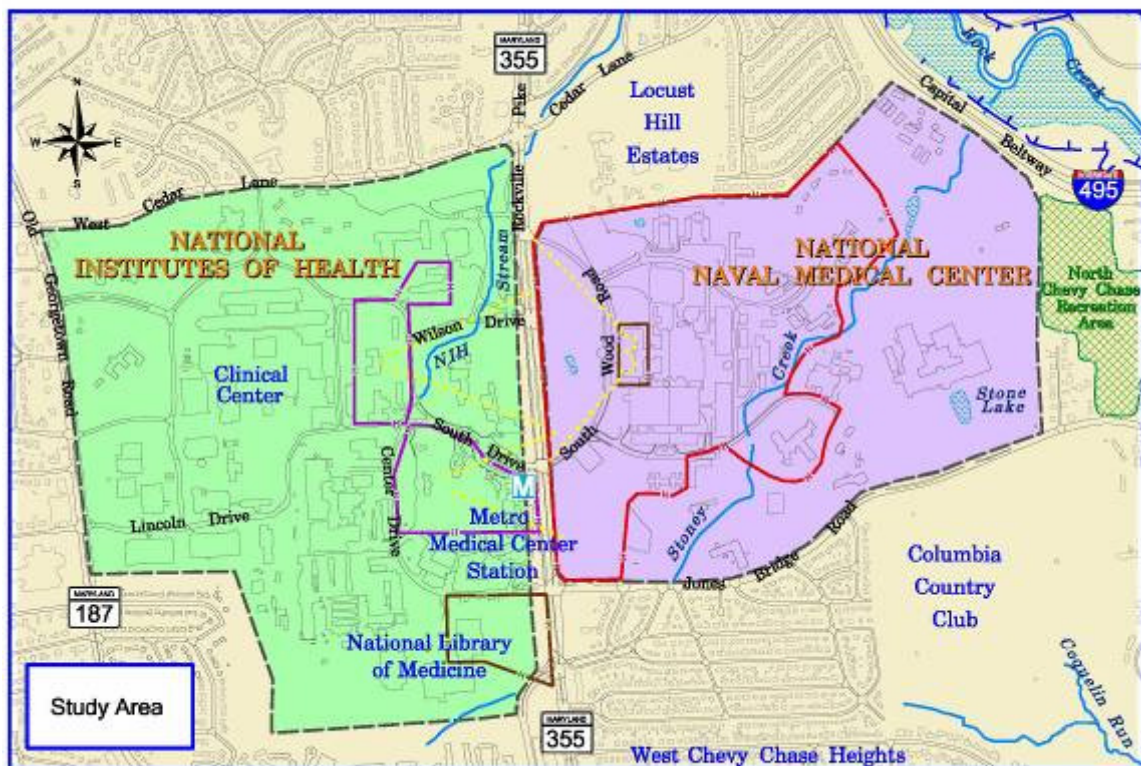 MARYLAND
355
Pike
Cedar Lane
Rock
Creek
Locust
Hill
Estates
Capital
Beltway
INTERSTATE
495
N
W
E
S
Old
Georgetown Road
West Cedar Lane
Rockville
NATIONAL
INSTITUTES OF HEALTH
Stream
NIH
Wilson Drive
NATIONAL
NAVAL MEDICAL CENTER
North
Chevy Chase
Recreation
Area
Road
Wood
South
Creek
Stoney
Stone
Lake
Clinical
Center
South Drive
Center Drive
M
Lincoln Drive
Metro
Medical Center
Station
Jones Bridge Road
Columbia
Country
Club
MARYLAND
187
National Library
of Medicine
Study Area
MARYLAND
355
West Chevy Chase Heights
Coquelin Run